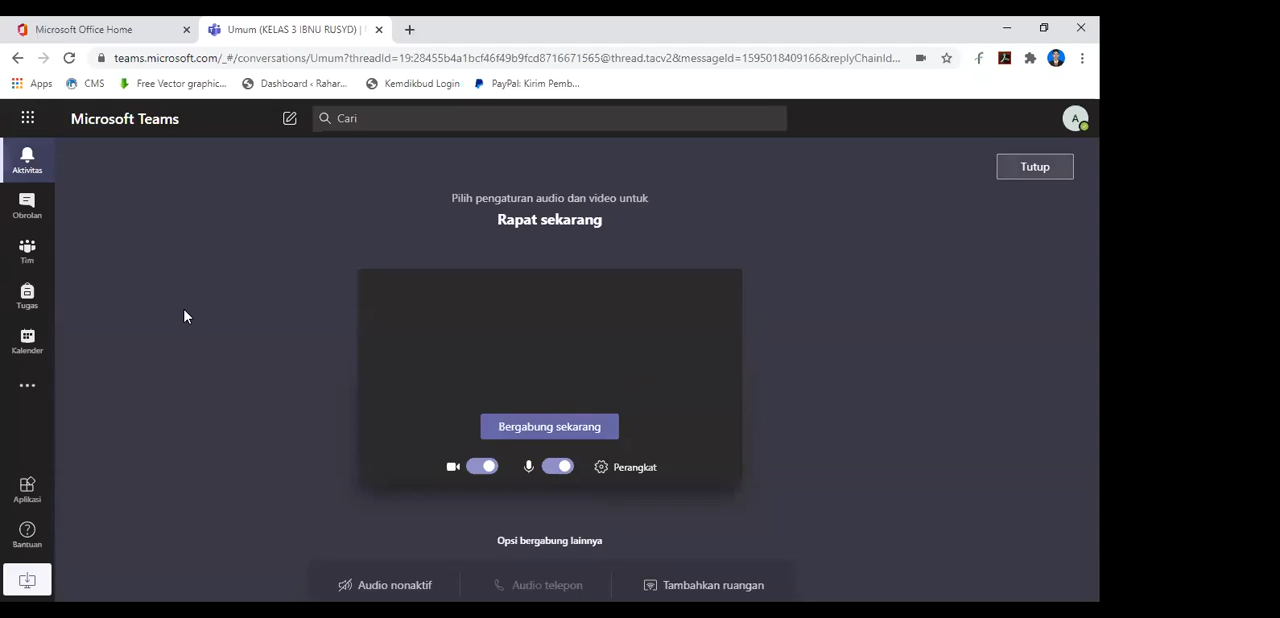 Microsoft Office Home
Umum (KELAS 3 IBNU RUSYD) |
teams.microsoft.com/_#/conversations/Umum?threadId=19:28455b4a1bcf46f49b9fcd8716671565@thread.tacv2&messageId=1595018409166&replyChainId...
Apps
CMS
Free Vector graphic...
Dashboard ‹ Rahar...
Kemdikbud Login
PayPal: Kirim Pemb...
Microsoft Teams
Cari
A
Aktivitas
Obrolan
Tim
Tugas
Kalender
Aplikasi
Bantuan
Tutup
Pilih pengaturan audio dan video untuk
Rapat sekarang
Bergabung sekarang
Perangkat
Opsi bergabung lainnya
Audio nonaktif
Audio telepon
Tambahkan ruangan